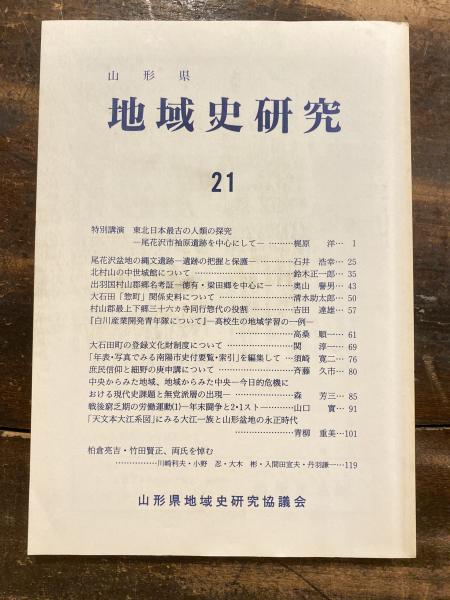 山形県
地域史研究
21
特別講演 東北日本最古の人類の探究
―尾花沢市袖原遺跡を中心にして― ………梶原 洋… 1
尾花沢盆地の縄文遺跡―遺跡の把握と保護― ………石井 浩幸… 25
北村山の中世城館について ………………………鈴木正一郎… 35
出羽国村山郡郷名考証―徳有・梁田郷を中心に― ……奥山 譽男… 43
大石田「惣町」関係史料について ………………清水助太郎… 50
村山郡最上下郷三十六カ寺同行惣代の役割 …………古田 達雄… 57
『白川産業開発青年隊について』―高校生の地域学習の一例―
………………………高桑 順一… 61
大石田町の登録文化財制度について ………………関 淳一… 69
「年表・写真でみる南陽市史付要覧・索引」を編集して …須崎 寛二… 76
庶民信仰と細野の庚申講について …………………斉藤 久市… 80
中央からみた地域、地域からみた中央―今日的危機に
おける現代史課題と無党派層の出現― …………森 芳三… 85
戦後窮乏期の労働運動(1)―年末闘争と2・1スト………山口 實… 91
「天文本大江系図」にみる大江一族と山形盆地の永正時代
………………………青柳 重美…101
柏倉亮吉・竹田賢正、両氏を悼む
……………川崎利夫・小野 忍・大木 彬・入間田宣夫・丹羽謙一…119
山形県地域史研究協議会